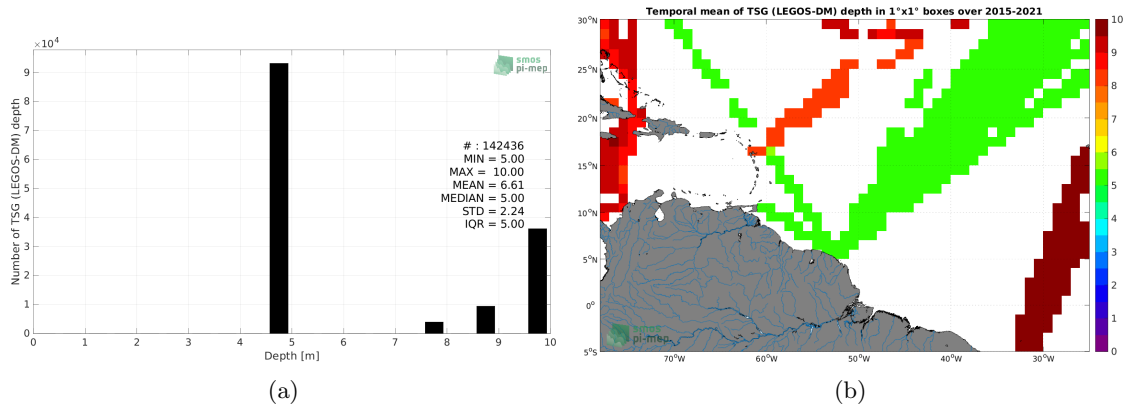 ×10⁴
9
8
7
6
5
4
3
2
1
0
Number of TSG (LEGOS-DM) depth
smos
pi-mep
# : 142436
MIN = 5.00
MAX = 10.00
MEAN = 6.61
MEDIAN = 5.00
STD = 2.24
IQR = 5.00
0 1 2 3 4 5 6 7 8 9 10
Depth [m]
(a)
Temporal mean of TSG (LEGOS-DM) depth in 1°x1° boxes over 2015-2021
30°N
25°N
20°N
15°N
10°N
5°N
0°
5°S
smos
pi-mep
70°W 60°W 50°W 40°W 30°W
10
9
8
7
6
5
4
3
2
1
0
(b)